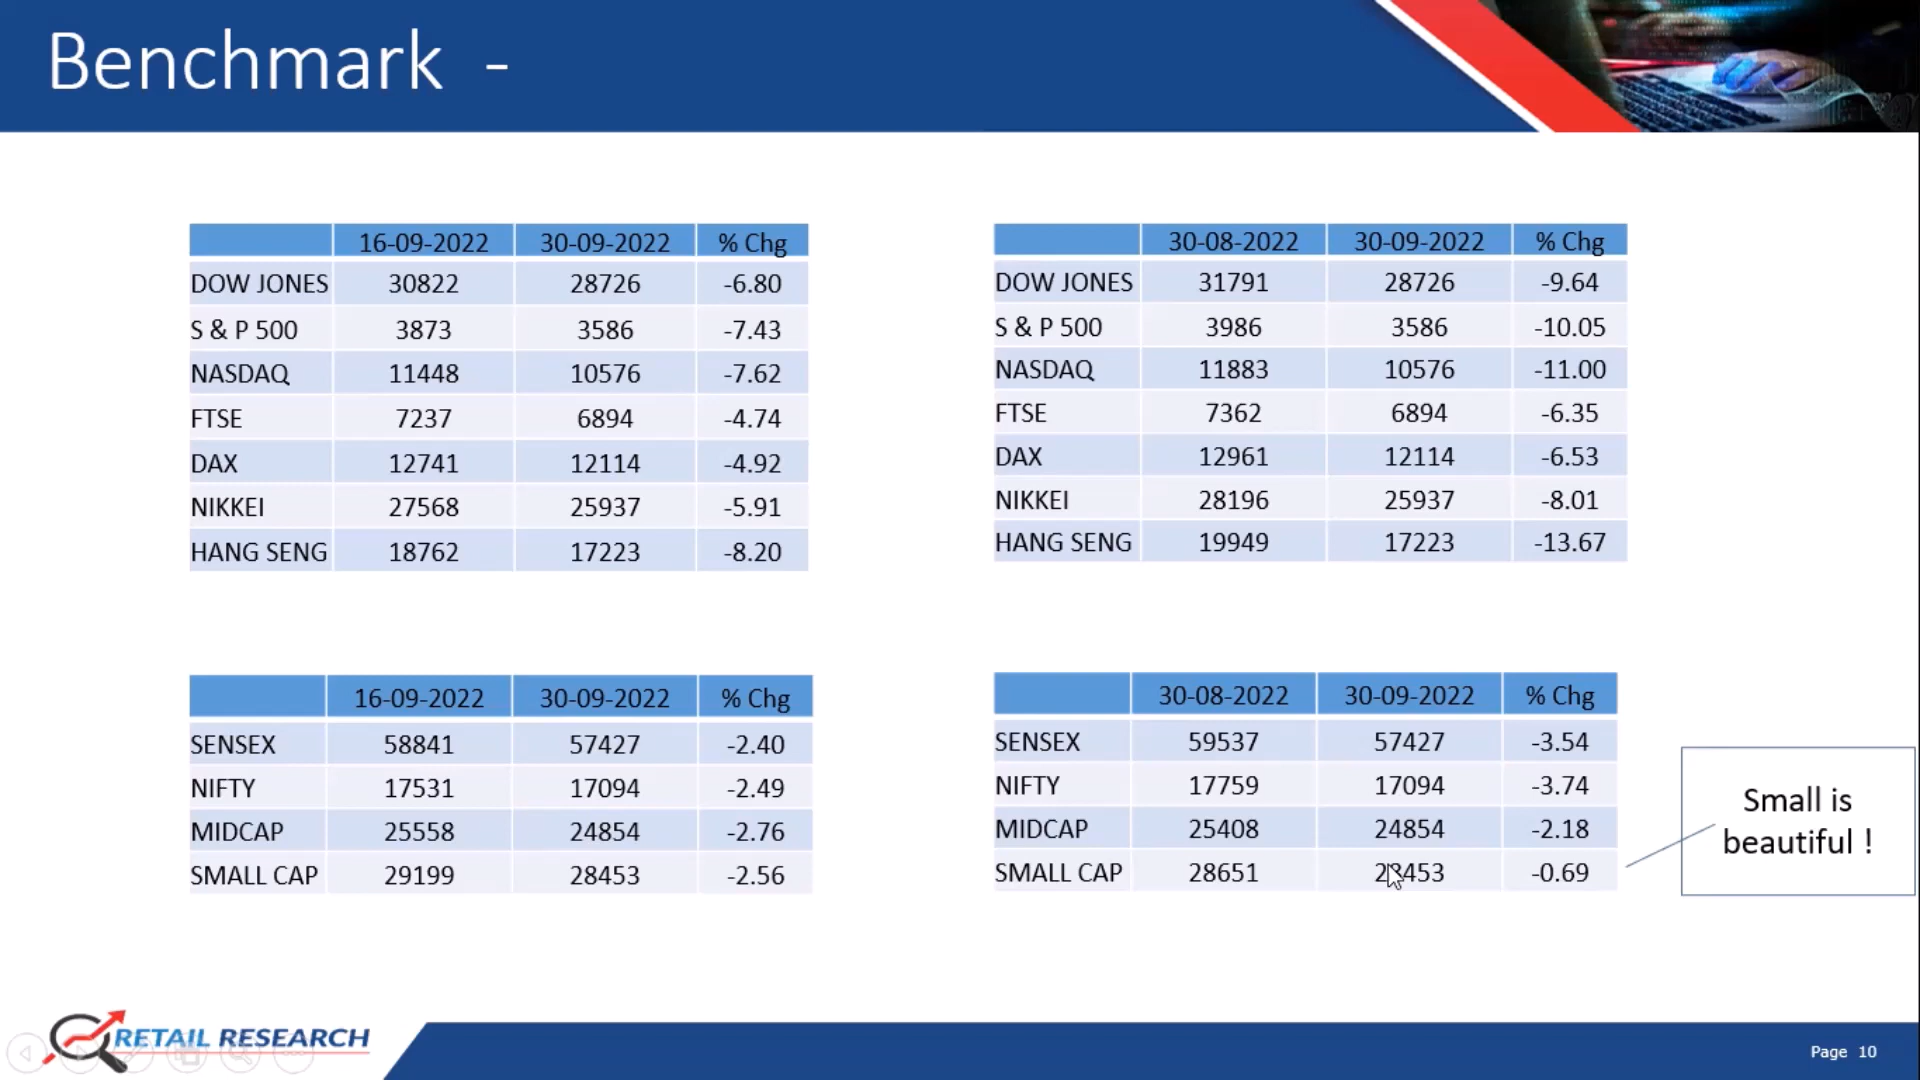 Benchmark -
16-09-2022 30-09-2022 % Chg
DOW JONES 30822 28726 -6.80
S & P 500 3873 3586 -7.43
NASDAQ 11448 10576 -7.62
FTSE 7237 6894 -4.74
DAX 12741 12114 -4.92
NIKKEI 27568 25937 -5.91
HANG SENG 18762 17223 -8.20
30-08-2022 30-09-2022 % Chg
DOW JONES 31791 28726 -9.64
S & P 500 3986 3586 -10.05
NASDAQ 11883 10576 -11.00
FTSE 7362 6894 -6.35
DAX 12961 12114 -6.53
NIKKEI 28196 25937 -8.01
HANG SENG 19949 17223 -13.67
16-09-2022 30-09-2022 % Chg
SENSEX 58841 57427 -2.40
NIFTY 17531 17094 -2.49
MIDCAP 25558 24854 -2.76
SMALL CAP 29199 28453 -2.56
30-08-2022 30-09-2022 % Chg
SENSEX 59537 57427 -3.54
NIFTY 17759 17094 -3.74
MIDCAP 25408 24854 -2.18
SMALL CAP 28651 28453 -0.69
Small is
beautiful !
RETAIL RESEARCH
Page 10